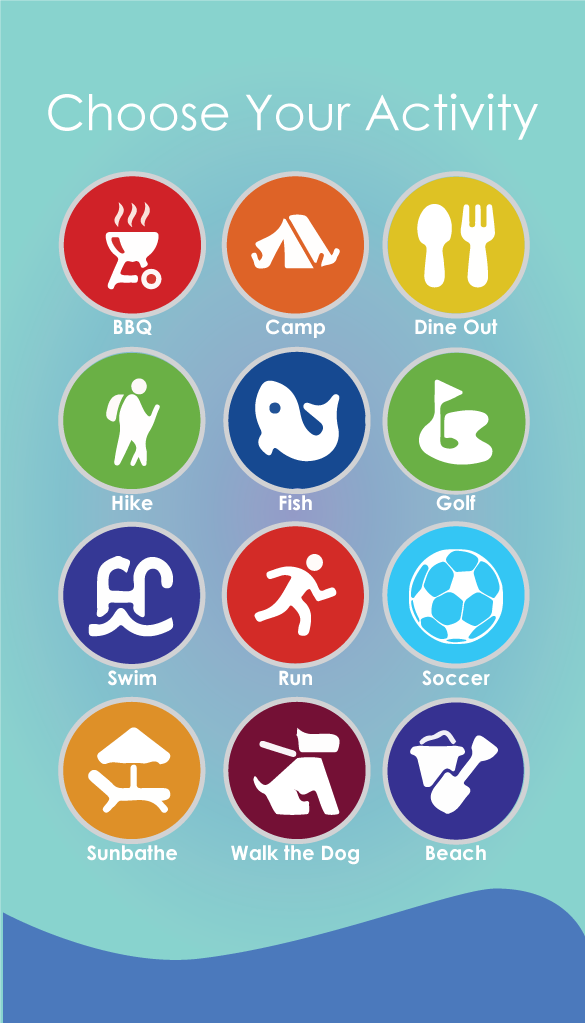 Choose Your Activity
BBQ
Camp
Dine Out
Hike
Fish
Golf
Swim
Run
Soccer
Sunbathe
Walk the Dog
Beach